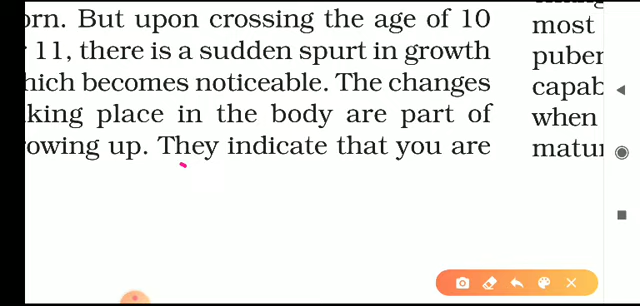 orn. But upon crossing the age of 10
11, there is a sudden spurt in growth
hich becomes noticeable. The changes
king place in the body are part of
owing up. They indicate that you are
most
puber
capab
when
matur